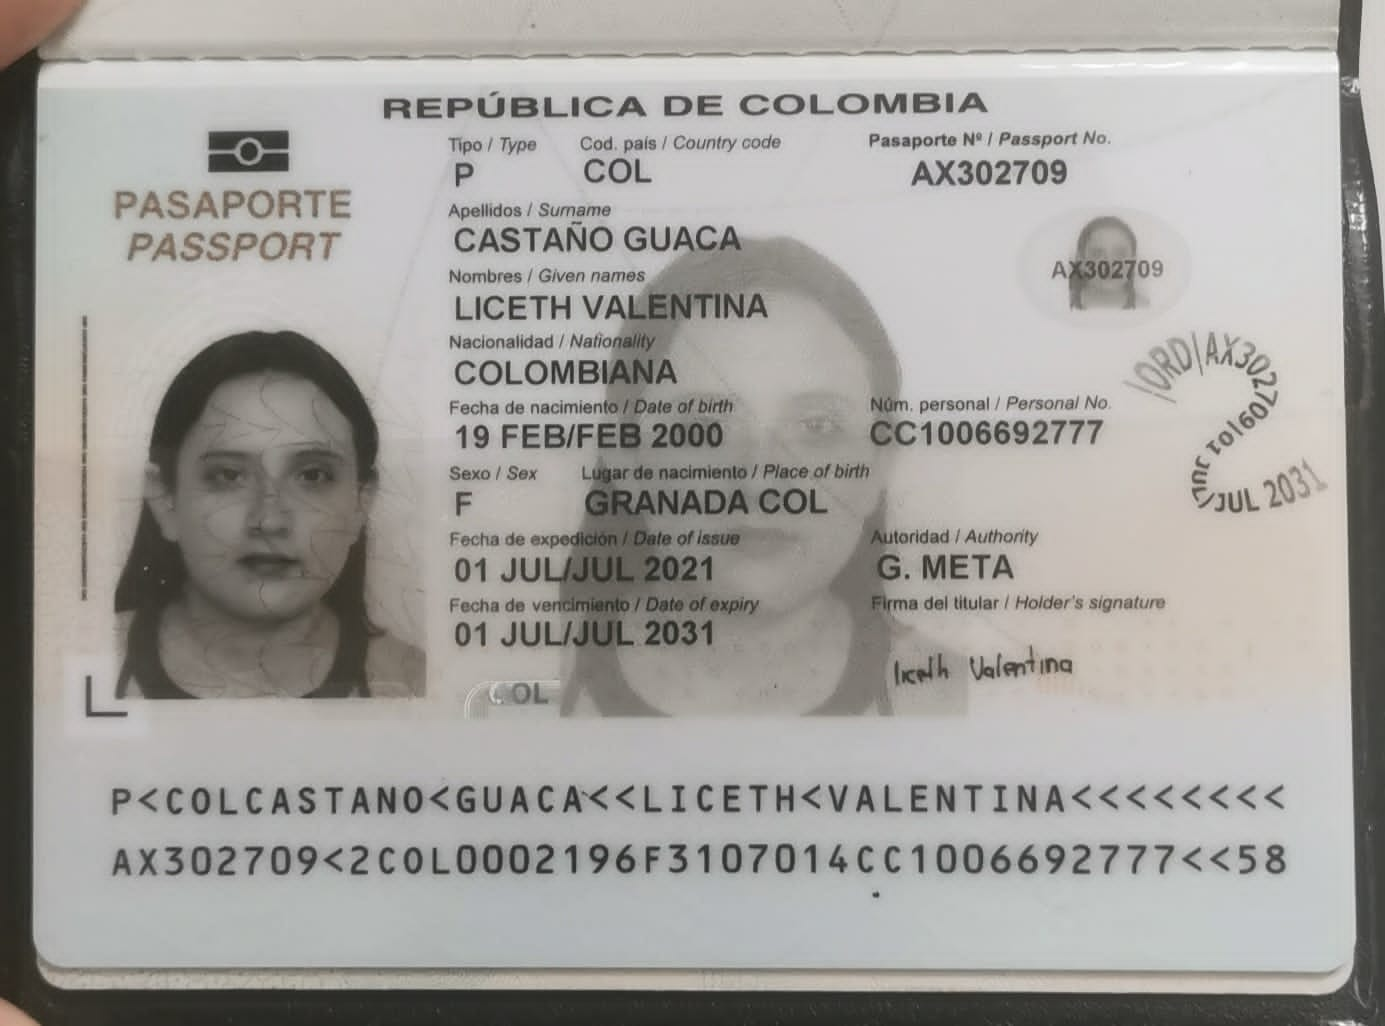 REPÚBLICA DE COLOMBIA
PASAPORTE
PASSPORT
Tipo / Type Cod. país / Country code Pasaporte Nº / Passport No.
P COL AX302709
Apellidos / Surname
CASTAÑO GUACA
Nombres / Given names
LICETH VALENTINA
AX302709
Nacionalidad / Nationality
COLOMBIANA
Fecha de nacimiento / Date of birth Núm. personal / Personal No.
19 FEB/FEB 2000 CC1006692777
Sexo / Sex Lugar de nacimiento / Place of birth
F GRANADA COL
Fecha de expedición / Date of issue Autoridad / Authority
01 JUL/JUL 2021 G. META
Fecha de vencimiento / Date of expiry Firma del titular / Holder's signature
01 JUL/JUL 2031
liceth Valentina
COL
\ORD|AX302709|01 JUL/JUL 2031
P<COLCASTANO<GUACA<<LICETH<VALENTINA<<<<<<<<
AX302709<2COL0002196F3107014CC1006692777<<58